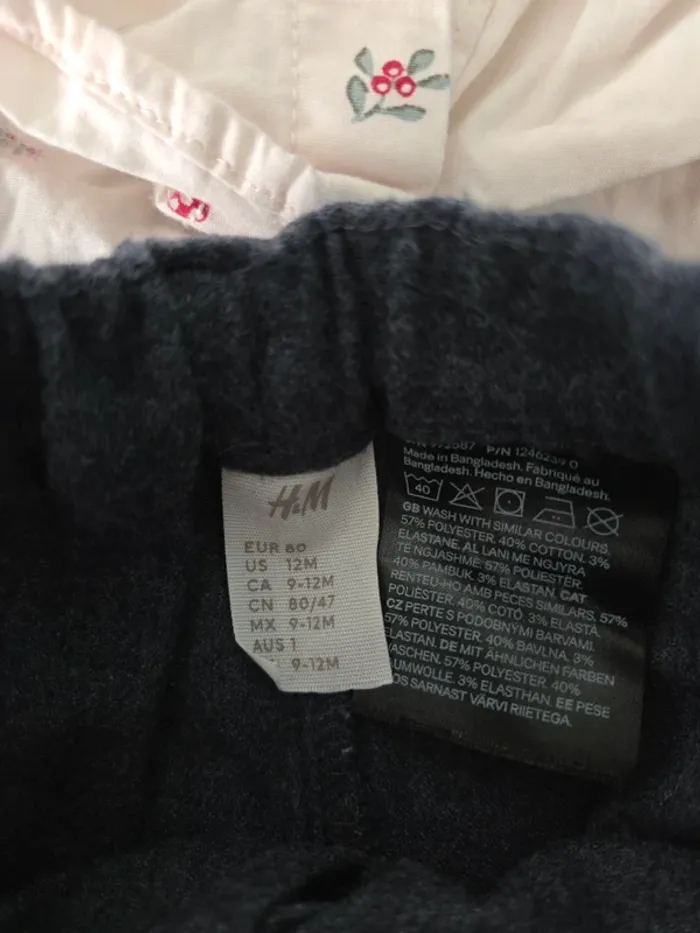 H&M
EUR 80
US 12M
CA 9-12M
CN 80/47
MX 9-12M
AUS 1
9-12M
P/N 1246239 0
Made in Bangladesh. Fabriqué au
Bangladesh. Hecho en Bangladesh.
40
GB WASH WITH SIMILAR COLOURS.
57% POLYESTER. 40% COTTON. 3%
ELASTANE. AL LANI ME NGJYRA
TE NGJASHME. 57% POLIESTER.
40% PAMBUK. 3% ELASTAN. CAT
RENTEU-HO AMB PECES SIMILARS. 57%
POLIÈSTER. 40% COTÓ. 3% ELASTÀ.
CZ PERTE S PODOBNÝMI BARVAMI.
57% POLYESTER. 40% BAVLNA. 3%
ELASTAN. DE MIT ÄHNLICHEN FARBEN
WASCHEN. 57% POLYESTER. 40%
UMWOLLE. 3% ELASTHAN. EE PESE
OS SARNAST VÄRVI RIIETEGA.